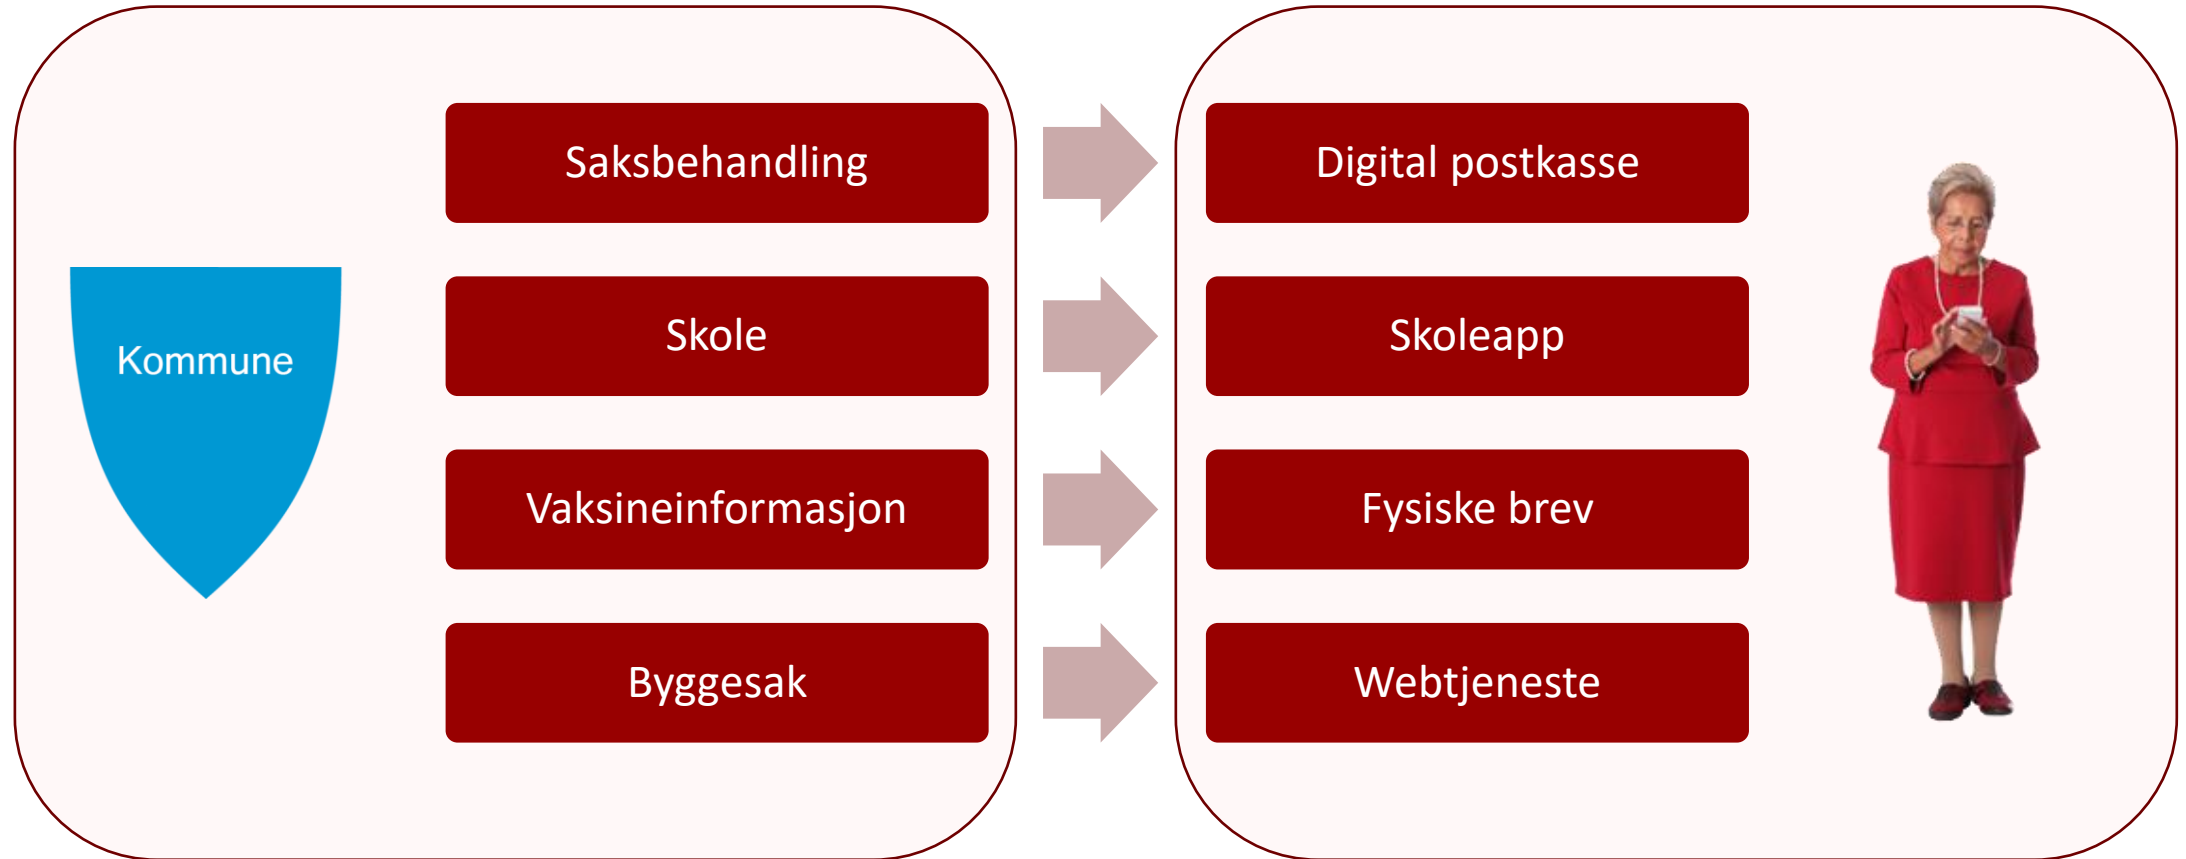 Kommune
Saksbehandling
Digital postkasse
Skole
Skoleapp
Vaksineinformasjon
Fysiske brev
Byggesak
Webtjeneste